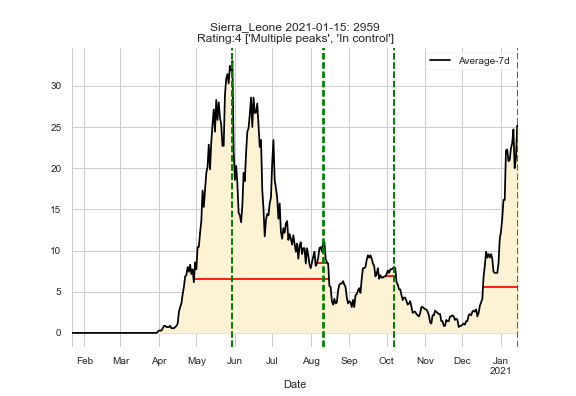 Sierra_Leone 2021-01-15: 2959
Rating:4 ['Multiple peaks', 'In control']
Average-7d
30
25
20
15
10
5
0
Feb Mar Apr May Jun Jul Aug Sep Oct Nov Dec Jan
2021
Date